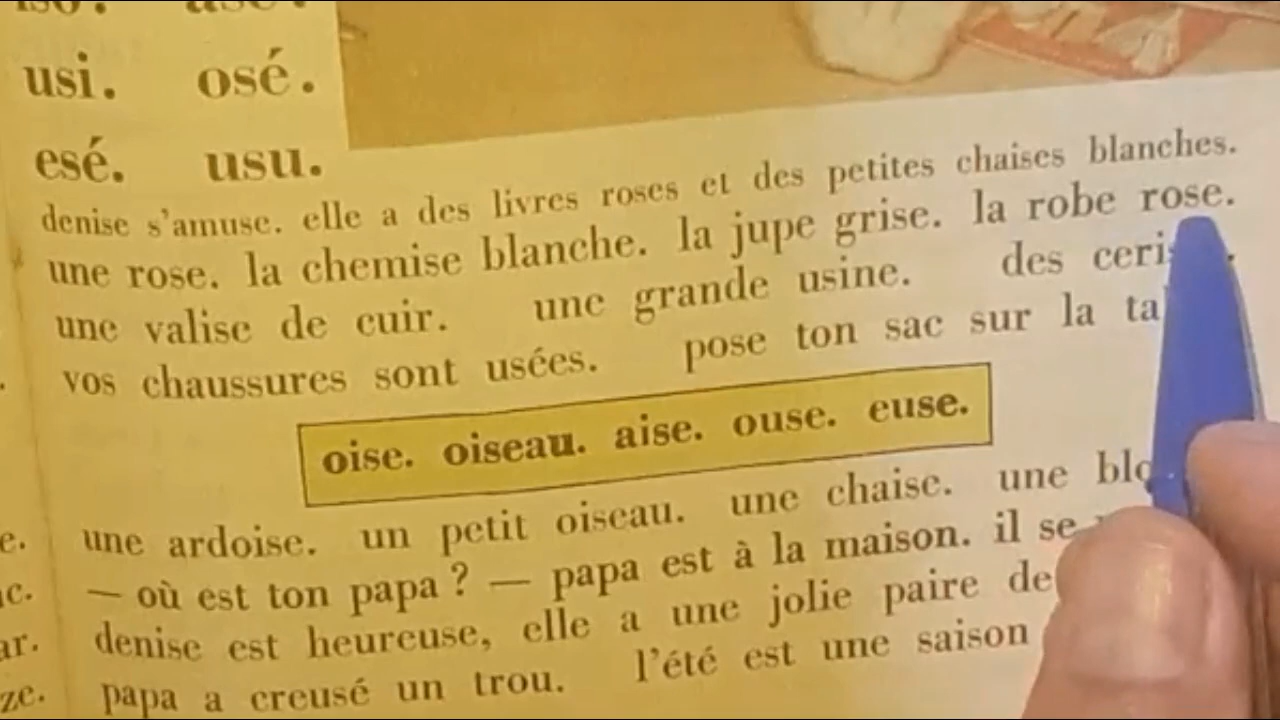 usi. osé.
esé. usu.
denise s'amuse. elle a des livres roses et des petites chaises blanches.
une rose. la chemise blanche. la jupe grise. la robe rose.
une valise de cuir. une grande usine. des
vos chaussures sont usées. pose ton sac sur la
oise. oiseau. aise. ouse. euse.
une ardoise. un petit oiseau. une chaise. une
— où est ton papa ? — papa est à la maison. il se
denise est heureuse, elle a une jolie paire de
papa a creusé un trou. l'été est une saison